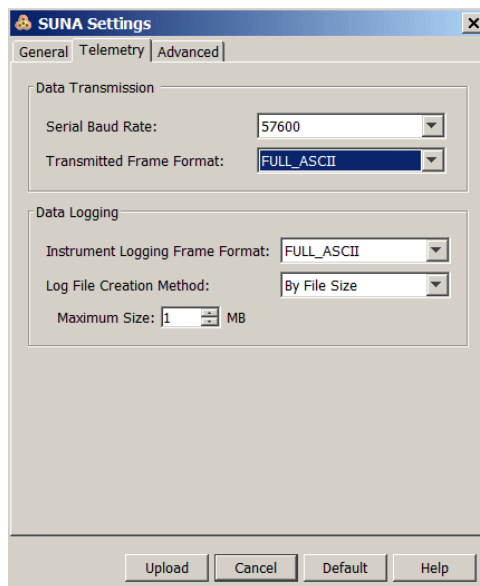 SUNA Settings
General Telemetry Advanced
Data Transmission
Serial Baud Rate: 57600
Transmitted Frame Format: FULL_ASCII
Data Logging
Instrument Logging Frame Format: FULL_ASCII
Log File Creation Method: By File Size
Maximum Size: 1 MB
Upload Cancel Default Help